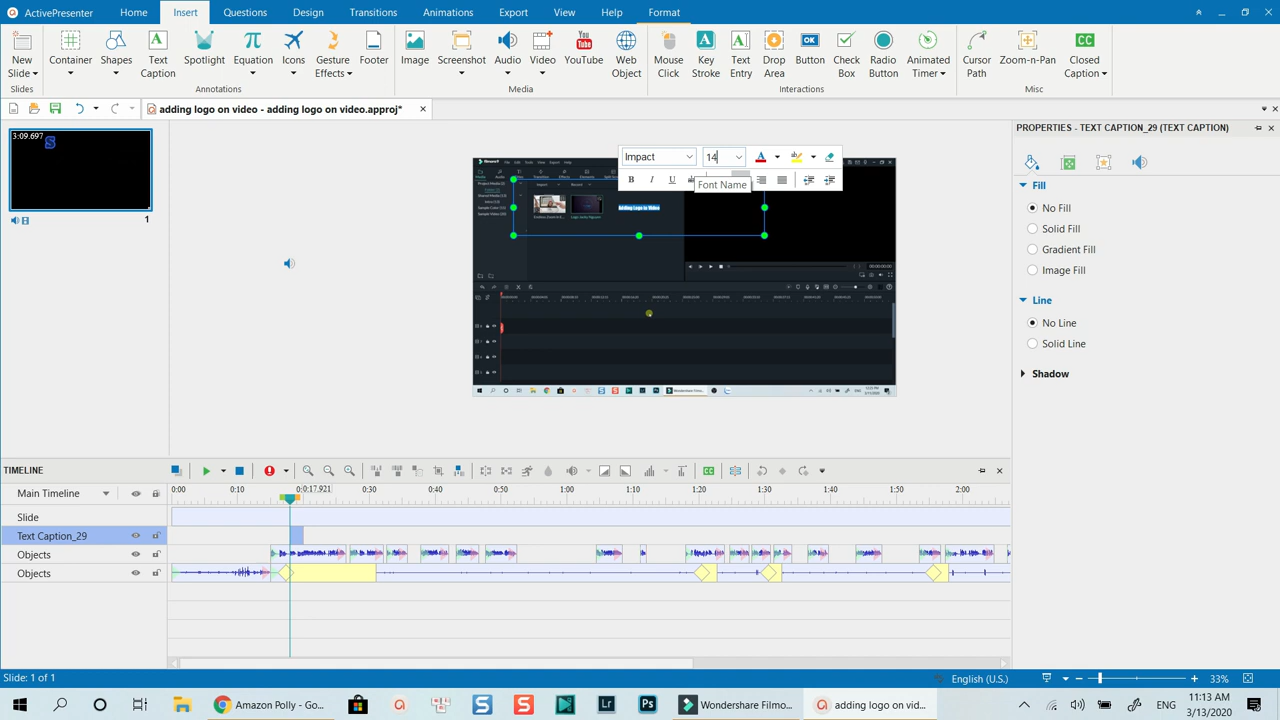 ActivePresenter
Home
Insert
Questions
Design
Transitions
Animations
Export
View
Help
Format
New Slide
Container
Shapes
Text Caption
Spotlight
Equation
Icons
Gesture Effects
Footer
Image
Screenshot
Audio
Video
YouTube
Web Object
Mouse Click
Key Stroke
Text Entry
Drop Area
Button
Check Box
Radio Button
Animated Timer
Cursor Path
Zoom-n-Pan
Closed Caption
Slides
Annotations
Media
Interactions
Misc
adding logo on video - adding logo on video.approj*
PROPERTIES - TEXT CAPTION_29 (TEXT CAPTION)
3:09.697
S
1
Impact
14
Font Name
Adding Logo in Video
Fill
No Fill
Solid Fill
Gradient Fill
Image Fill
Line
No Line
Solid Line
Shadow
TIMELINE
Main Timeline
0:00 0:10 0:0:17.921 0:30 0:40 0:50 1:00 1:10 1:20 1:30 1:40 1:50 2:00
Slide
Text Caption_29
Objects
Objects
Slide: 1 of 1
English (U.S.)
33%
Amazon Polly - Go...
Wondershare Filmo...
adding logo on vid...
ENG
11:13 AM
3/13/2020